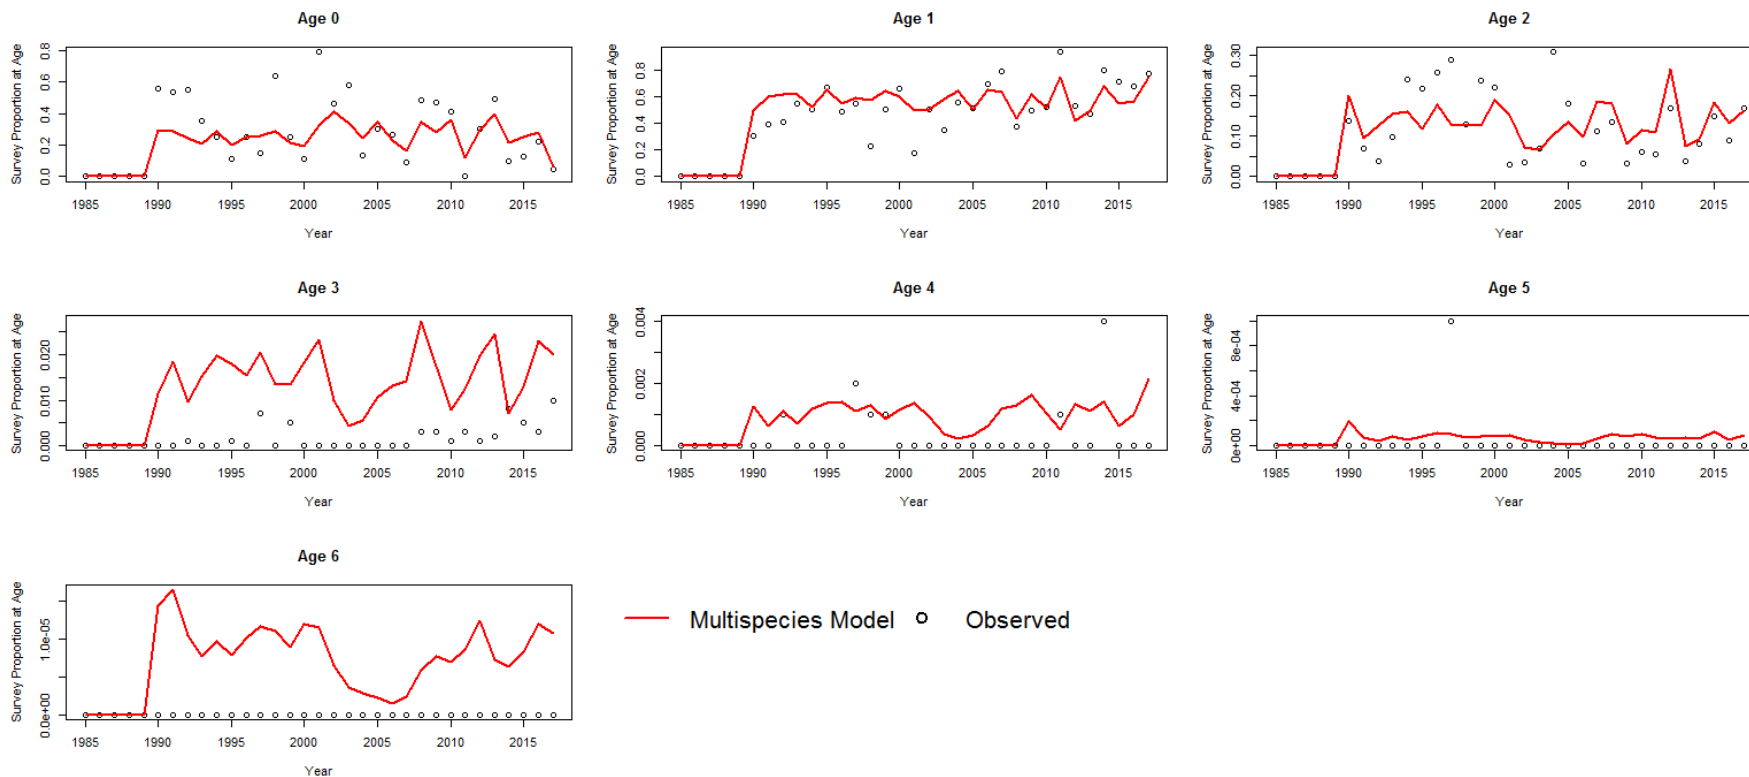 Age 0
Age 1
Age 2
Survey Proportion at Age
0.0 0.2 0.4 0.6 0.8
1985 1990 1995 2000 2005 2010 2015
Year
Survey Proportion at Age
0.0 0.2 0.4 0.6 0.8
1985 1990 1995 2000 2005 2010 2015
Year
Survey Proportion at Age
0.00 0.10 0.20 0.30
1985 1990 1995 2000 2005 2010 2015
Year
Age 3
Age 4
Age 5
Survey Proportion at Age
0.000 0.010 0.020
1985 1990 1995 2000 2005 2010 2015
Year
Survey Proportion at Age
0.000 0.002 0.004
1985 1990 1995 2000 2005 2010 2015
Year
Survey Proportion at Age
0e+00 4e-04 8e-04
1985 1990 1995 2000 2005 2010 2015
Year
Age 6
Survey Proportion at Age
0.0e+00 1.0e-05
1985 1990 1995 2000 2005 2010 2015
Year
Multispecies Model
Observed